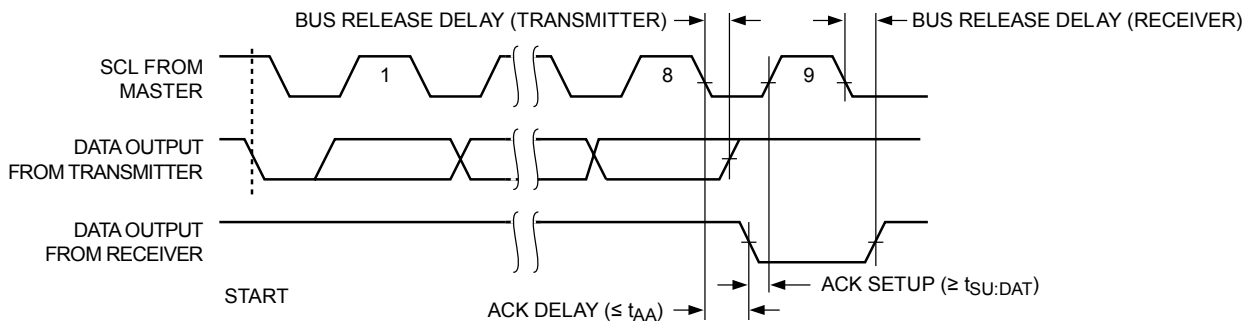 BUS RELEASE DELAY (TRANSMITTER)
BUS RELEASE DELAY (RECEIVER)
SCL FROM
MASTER
1
8
9
DATA OUTPUT
FROM TRANSMITTER
DATA OUTPUT
FROM RECEIVER
START
ACK DELAY (≤ tAA)
ACK SETUP (≥ tSU:DAT)